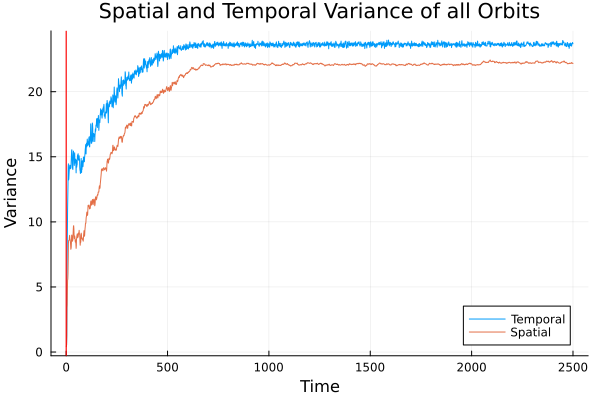 Spatial and Temporal Variance of all Orbits
Variance
20
15
10
5
0
0 500 1000 1500 2000 2500
Time
Temporal
Spatial